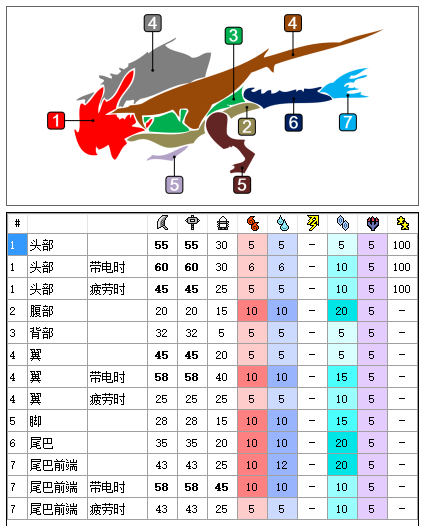 4
4
3
1
2
6
7
5
5
#
1 头部 55 55 30 5 5 — 5 5 100
1 头部 带电时 60 60 30 6 6 — 10 5 100
1 头部 疲劳时 45 45 25 5 5 — 10 5 100
2 腹部 20 20 15 10 10 — 20 5 —
3 背部 32 32 5 5 5 — 5 5 —
4 翼 45 45 20 5 5 — 5 5 —
4 翼 带电时 58 58 40 10 10 — 15 5 —
4 翼 疲劳时 25 25 25 5 5 — 10 5 —
5 脚 28 28 15 10 10 — 15 5 —
6 尾巴 35 35 20 10 10 — 20 5 —
7 尾巴前端 43 43 25 10 12 — 20 5 —
7 尾巴前端 带电时 58 58 45 10 10 — 10 5 —
7 尾巴前端 疲劳时 43 43 25 5 5 — 10 5 —